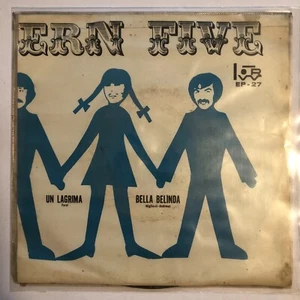 ERN FIVE
EP-27
UN LAGRIMA
BELLA BELINDA